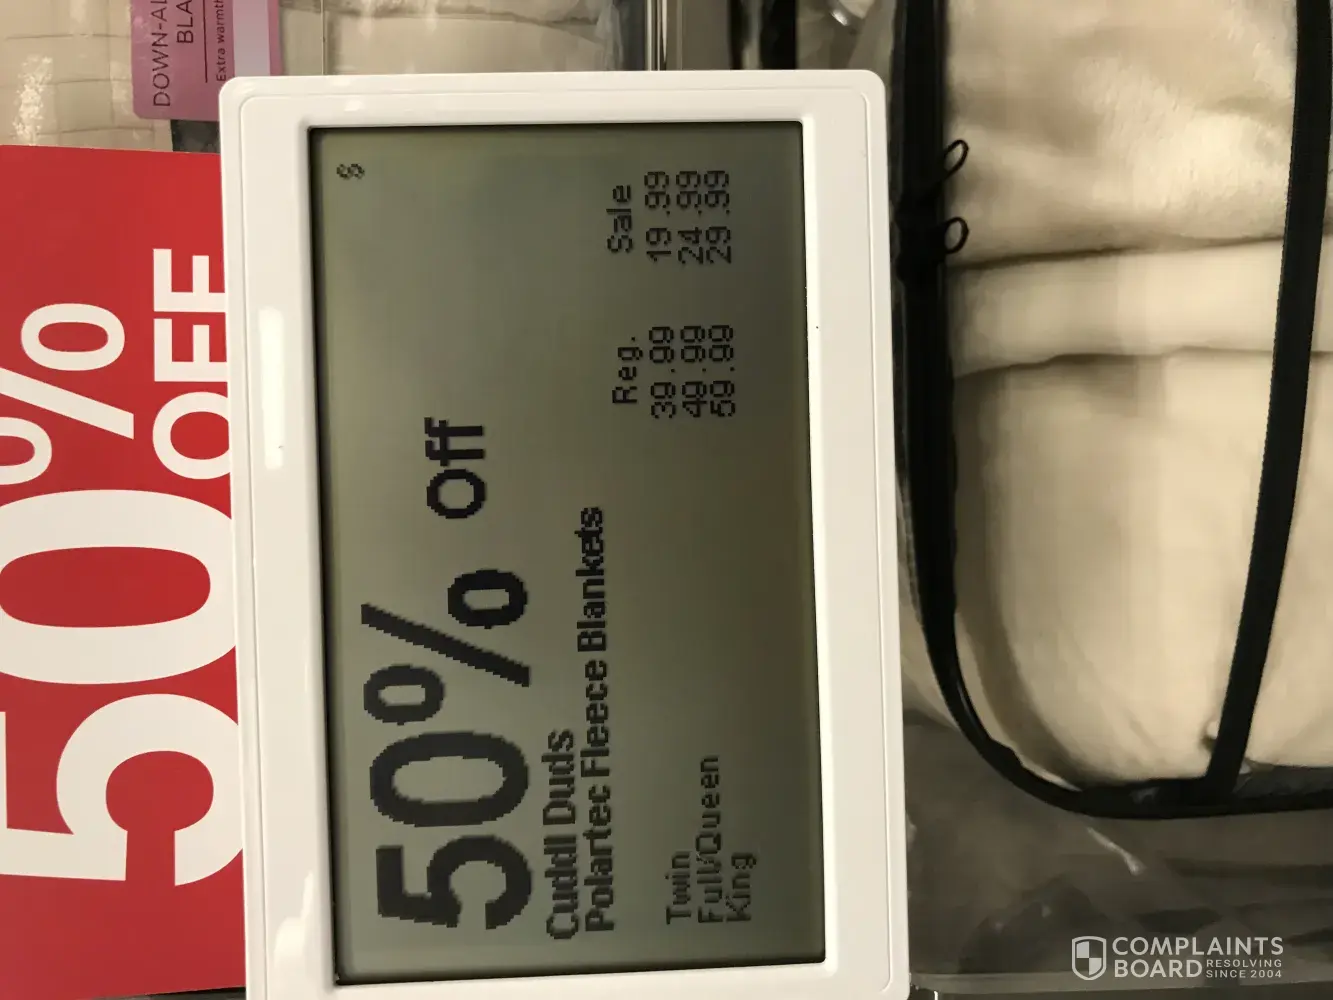 DOWN-AL
BLA
Extra warmth
50%
OFF
8
50% Off
Cuddl Duds
Polartec Fleece Blankets
Reg. Sale
Twin 39.99 19.99
Full/Queen 49.99 24.99
King 59.99 29.99
COMPLAINTS
BOARD RESOLVING
SINCE 2004